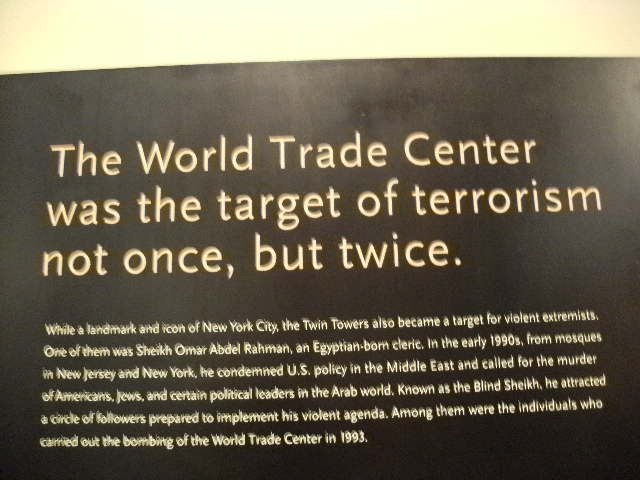 The World Trade Center
was the target of terrorism
not once, but twice.
While a landmark and icon of New York City, the Twin Towers also became a target for violent extremists.
One of them was Sheikh Omar Abdel Rahman, an Egyptian-born cleric. In the early 1990s, from mosques
in New Jersey and New York, he condemned U.S. policy in the Middle East and called for the murder
of Americans, Jews, and certain political leaders in the Arab world. Known as the Blind Sheikh, he attracted
a circle of followers prepared to implement his violent agenda. Among them were the individuals who
carried out the bombing of the World Trade Center in 1993.